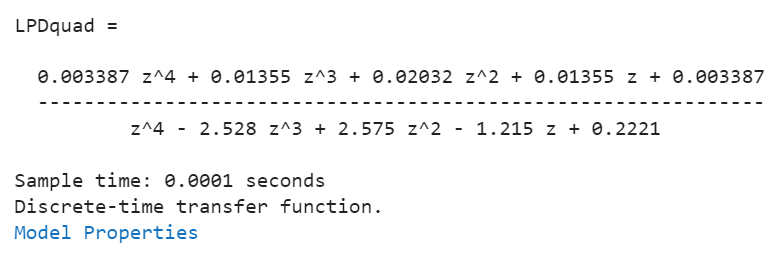 LPDquad =
0.003387 z^4 + 0.01355 z^3 + 0.02032 z^2 + 0.01355 z + 0.003387
---------------------------------------------------------------
z^4 - 2.528 z^3 + 2.575 z^2 - 1.215 z + 0.2221
Sample time: 0.0001 seconds
Discrete-time transfer function.
Model Properties